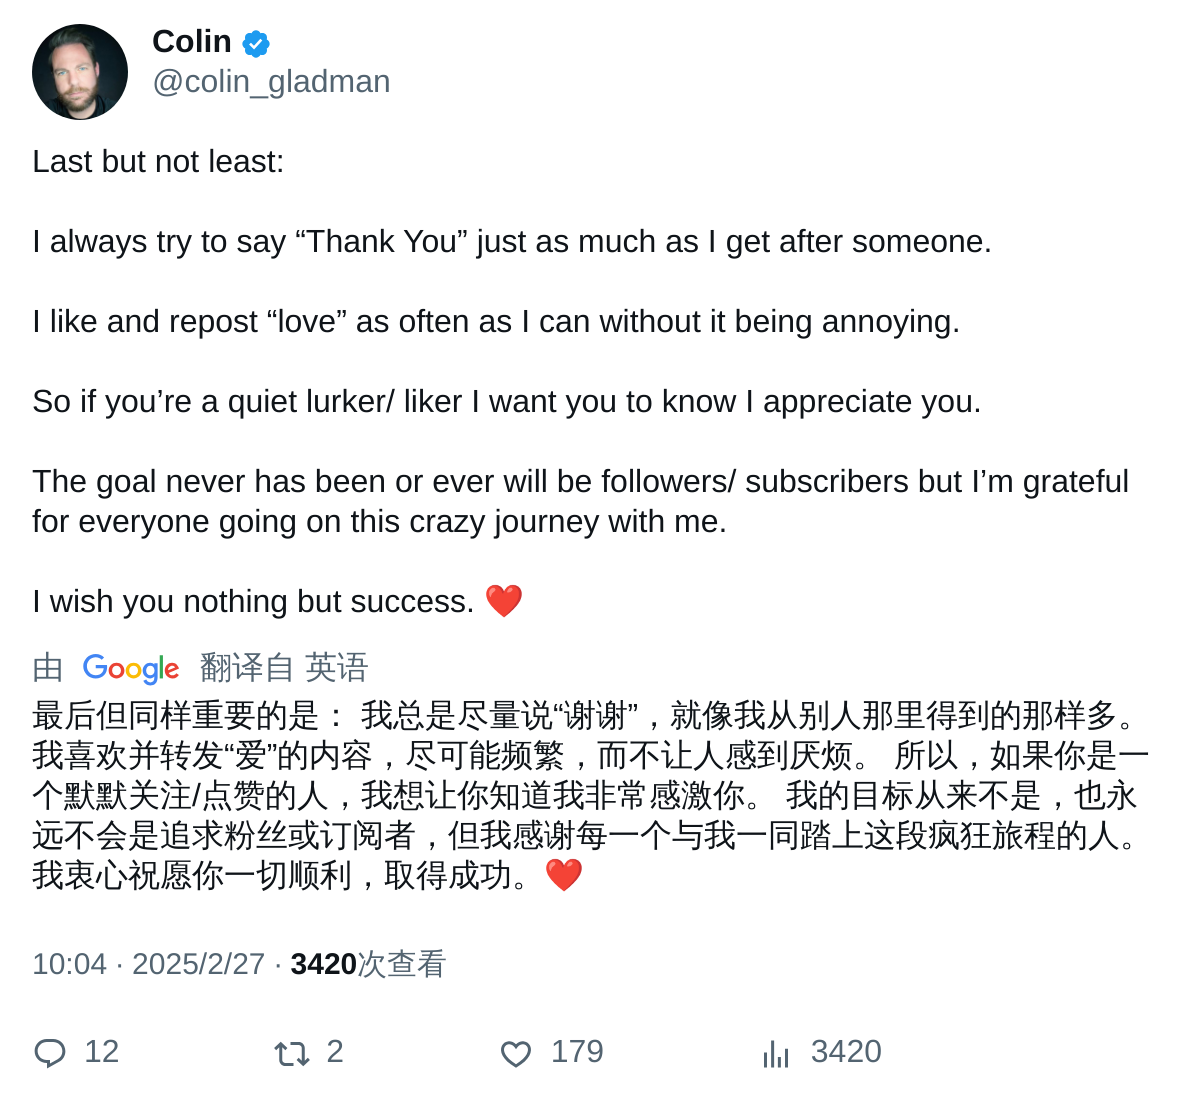 Colin
@colin_gladman
Last but not least:
I always try to say “Thank You” just as much as I get after someone.
I like and repost “love” as often as I can without it being annoying.
So if you’re a quiet lurker/ liker I want you to know I appreciate you.
The goal never has been or ever will be followers/ subscribers but I’m grateful
for everyone going on this crazy journey with me.
I wish you nothing but success. ❤️
由 Google 翻译自 英语
最后但同样重要的是： 我总是尽量说“谢谢”，就像我从别人那里得到的那样多。
我喜欢并转发“爱”的内容，尽可能频繁，而不让人感到厌烦。 所以，如果你是一
个默默关注/点赞的人，我想让你知道我非常感激你。 我的目标从来不是，也永
远不会是追求粉丝或订阅者，但我感谢每一个与我一同踏上这段疯狂旅程的人。
我衷心祝愿你一切顺利，取得成功。❤️
10:04 · 2025/2/27 · 3420次查看
12 2 179 3420